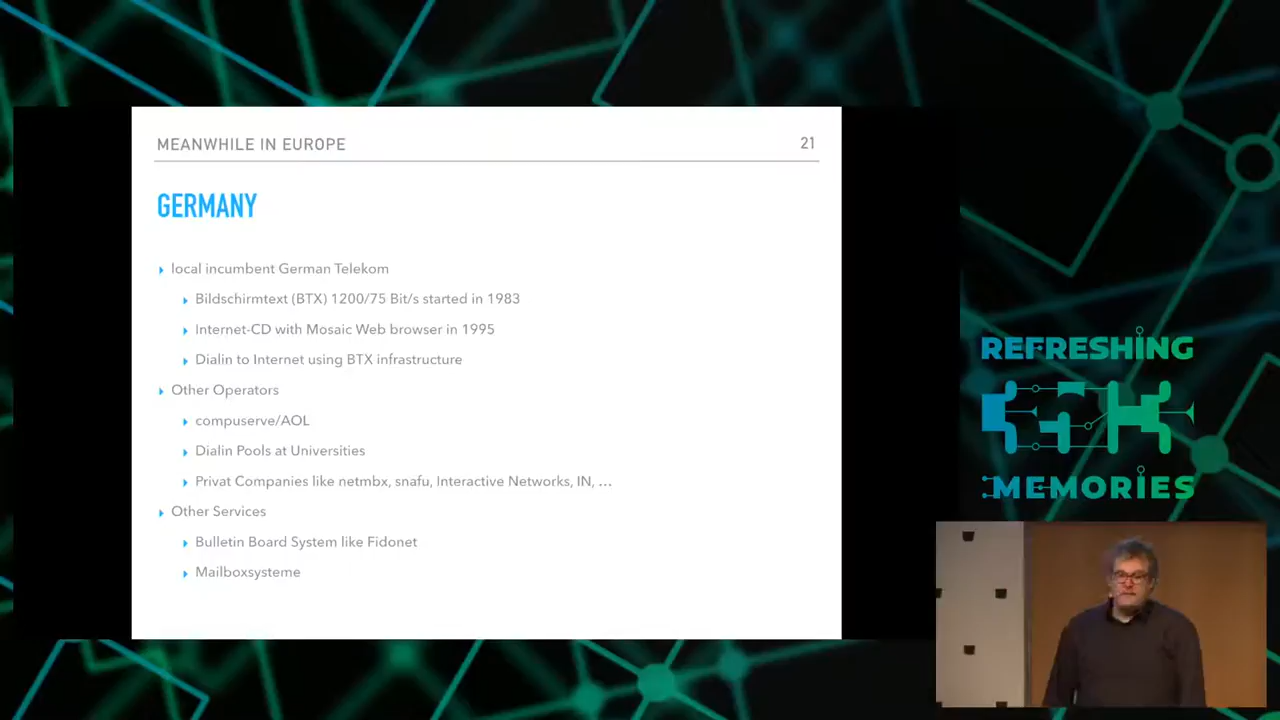 MEANWHILE IN EUROPE
21
GERMANY
local incumbent German Telekom
Bildschirmtext (BTX) 1200/75 Bit/s started in 1983
Internet-CD with Mosaic Web browser in 1995
Dialin to Internet using BTX infrastructure
Other Operators
compuserve/AOL
Dialin Pools at Universities
Privat Companies like netmbx, snafu, Interactive Networks, IN, ...
Other Services
Bulletin Board System like Fidonet
Mailboxsysteme
REFRESHING
MEMORIES